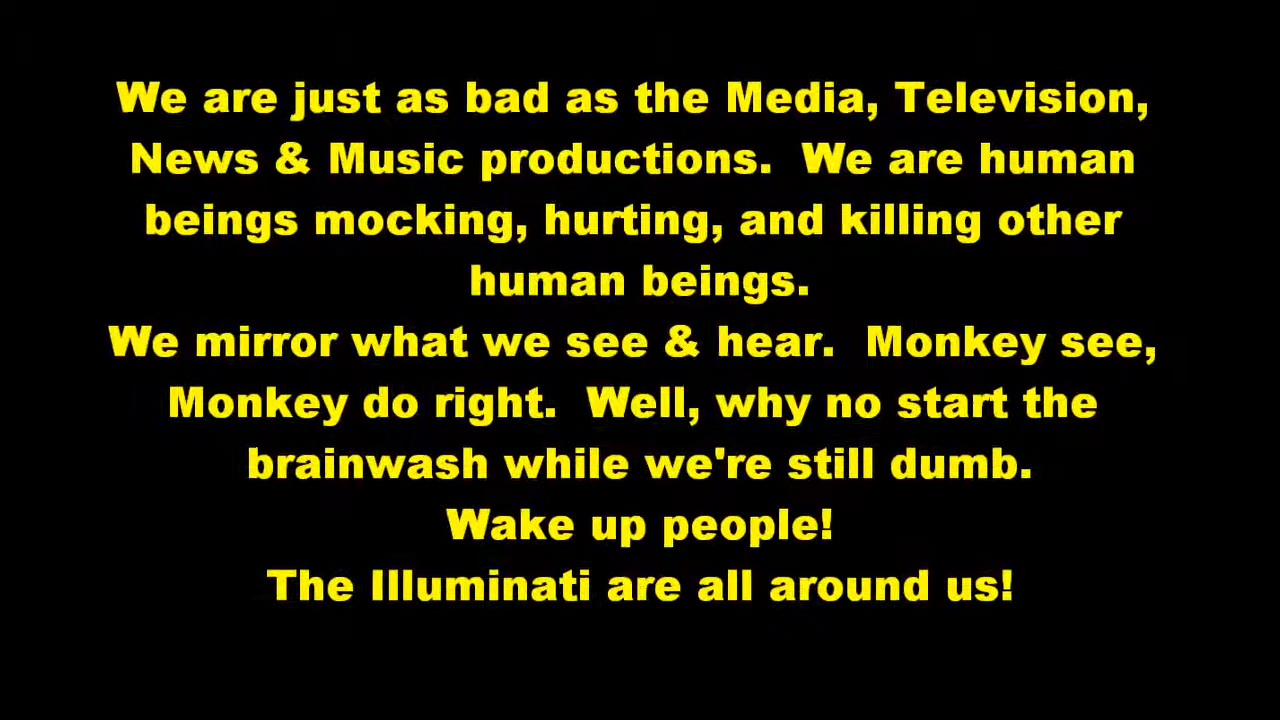 We are just as bad as the Media, Television,
News & Music productions.  We are human
beings mocking, hurting, and killing other
human beings.
We mirror what we see & hear.  Monkey see,
Monkey do right.  Well, why no start the
brainwash while we're still dumb.
Wake up people!
The Illuminati are all around us!